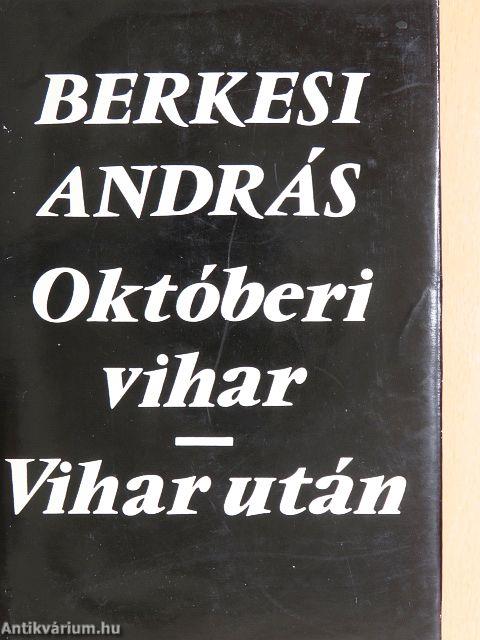 BERKESI
ANDRÁS
Októberi
vihar
—
Vihar után
Antikvárium.hu